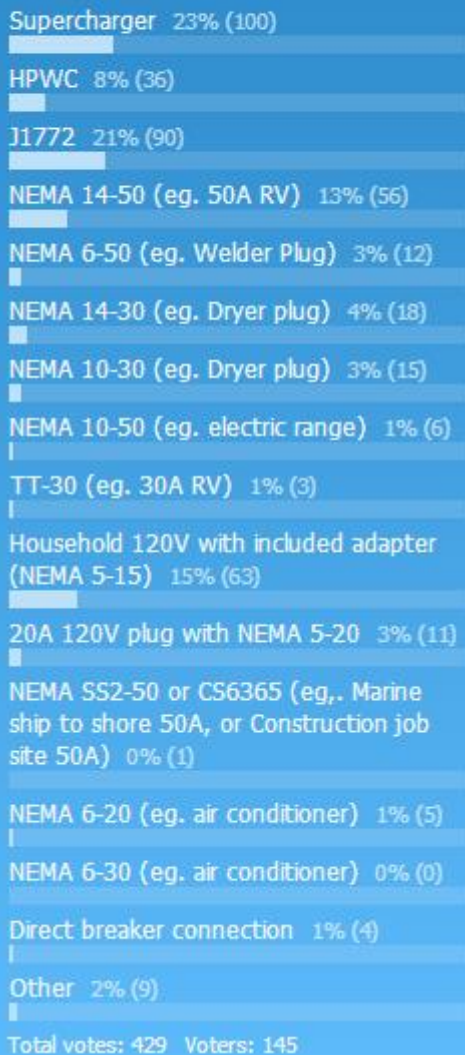 Supercharger 23% (100)
HPWC 8% (36)
J1772 21% (90)
NEMA 14-50 (eg. 50A RV) 13% (56)
NEMA 6-50 (eg. Welder Plug) 3% (12)
NEMA 14-30 (eg. Dryer plug) 4% (18)
NEMA 10-30 (eg. Dryer plug) 3% (15)
NEMA 10-50 (eg. electric range) 1% (6)
TT-30 (eg. 30A RV) 1% (3)
Household 120V with included adapter
(NEMA 5-15) 15% (63)
20A 120V plug with NEMA 5-20 3% (11)
NEMA SS2-50 or CS6365 (eg,. Marine
ship to shore 50A, or Construction job
site 50A) 0% (1)
NEMA 6-20 (eg. air conditioner) 1% (5)
NEMA 6-30 (eg. air conditioner) 0% (0)
Direct breaker connection 1% (4)
Other 2% (9)
Total votes: 429 Voters: 145